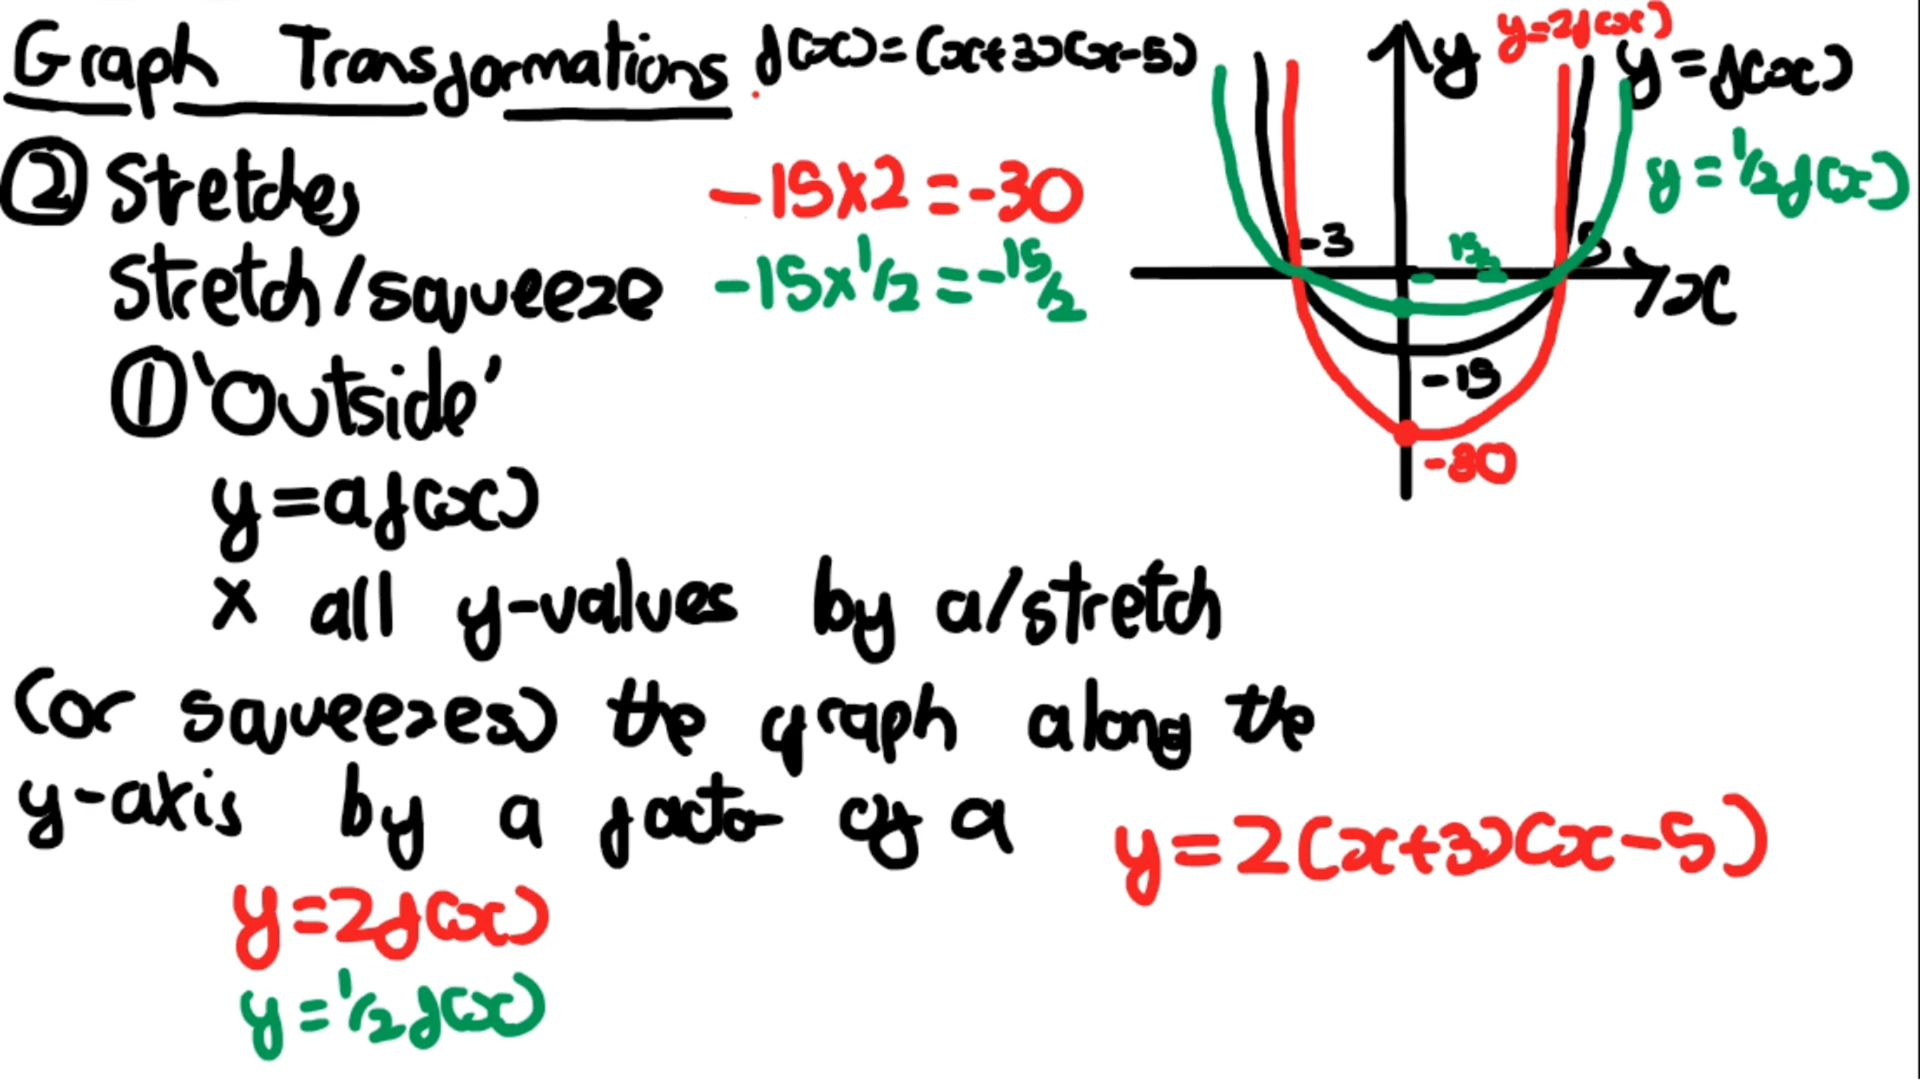 Graph Transformations f(x)=(x+3)(x-5)
② Stretches
Stretch/squeeze
① 'Outside'
y=af(x)
× all y-values by a/stretch
(or squeezes) the graph along the
y-axis by a factor of a
y=2f(x)
y=1/2f(x)
-15×2=-30
-15×1/2=-15/2
y=2(x+3)(x-5)
y
y=2f(x)
y=f(x)
y=1/2f(x)
-3
5
x
-15/2
-15
-30